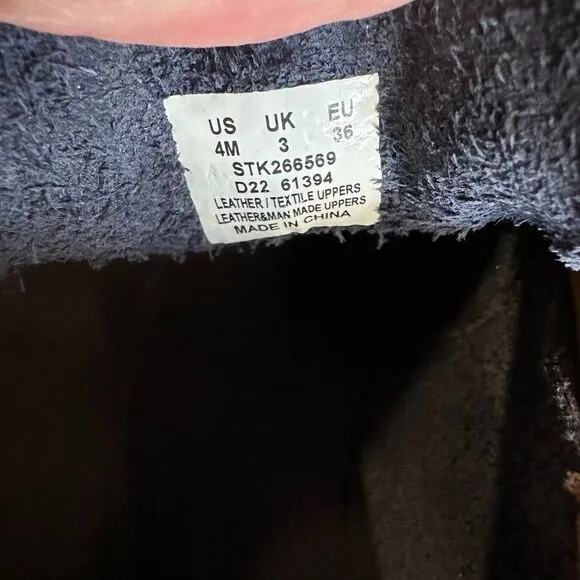 US UK EU
4M 3 36
STK266569
D22 61394
LEATHER/TEXTILE UPPERS
LEATHER&MAN MADE UPPERS
MADE IN CHINA